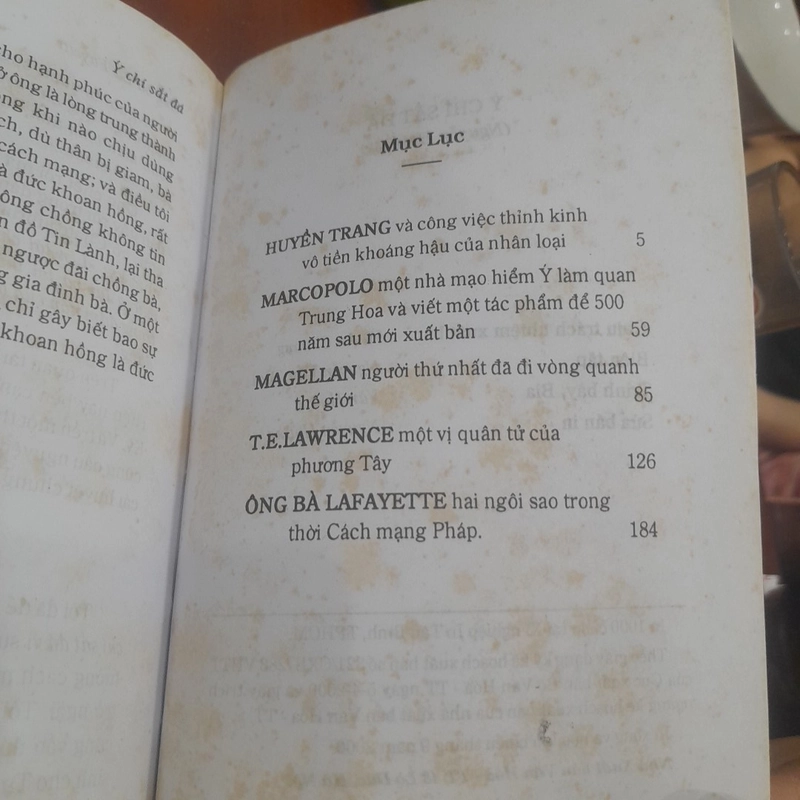 Ý chí sắt đá
cho hạnh phúc của người
ở ông là lòng trung thành
ng khi nào chịu dùng
ch, dù thân bị giam, bà
cách mạng; và điều tôi
à đức khoan hồng, rất
ông chồng không tin
n đồ Tin Lành, lại tha
ngược đãi chồng bà,
g gia đình bà. Ở một
chỉ gây biết bao sự
khoan hồng là đức
Mục Lục
HUYỀN TRANG và công việc thỉnh kinh
vô tiền khoáng hậu của nhân loại 5
MARCOPOLO một nhà mạo hiểm Ý làm quan
Trung Hoa và viết một tác phẩm để 500
năm sau mới xuất bản 59
MAGELLAN người thứ nhất đã đi vòng quanh
thế giới 85
T.E.LAWRENCE một vị quân tử của
phương Tây 126
ÔNG BÀ LAFAYETTE hai ngôi sao trong
thời Cách mạng Pháp. 184